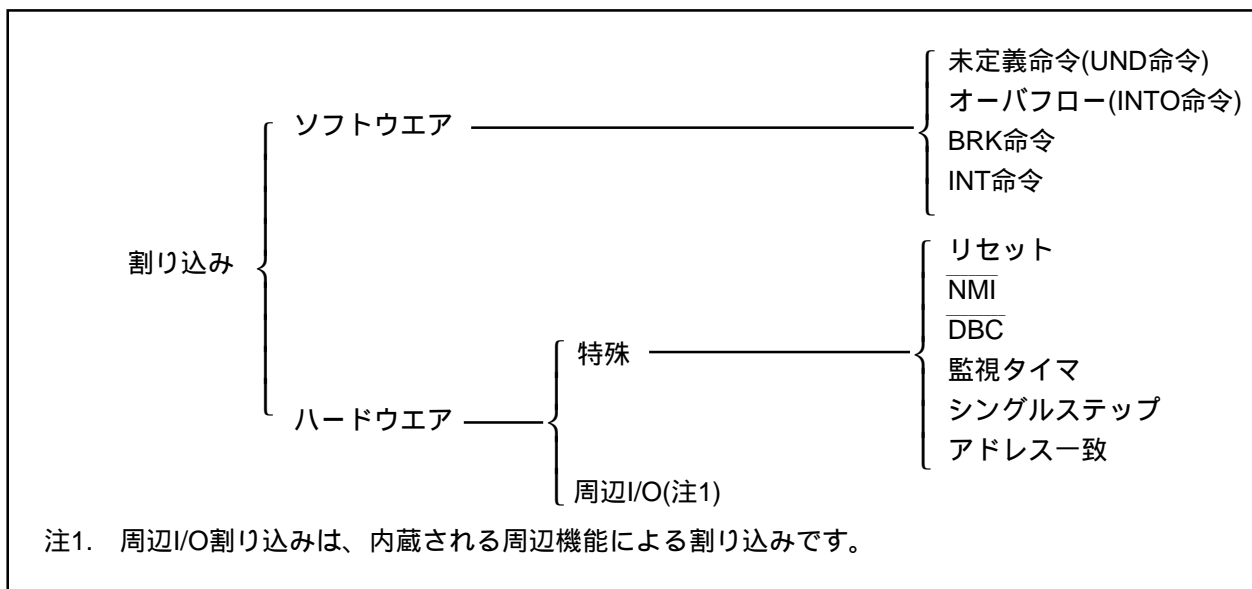 割り込み
ソフトウエア
未定義命令(UND命令)
オーバフロー(INTO命令)
BRK命令
INT命令
ハードウエア
特殊
リセット
NMI
DBC
監視タイマ
シングルステップ
アドレス一致
周辺I/O(注1)
注1. 周辺I/O割り込みは、内蔵される周辺機能による割り込みです。